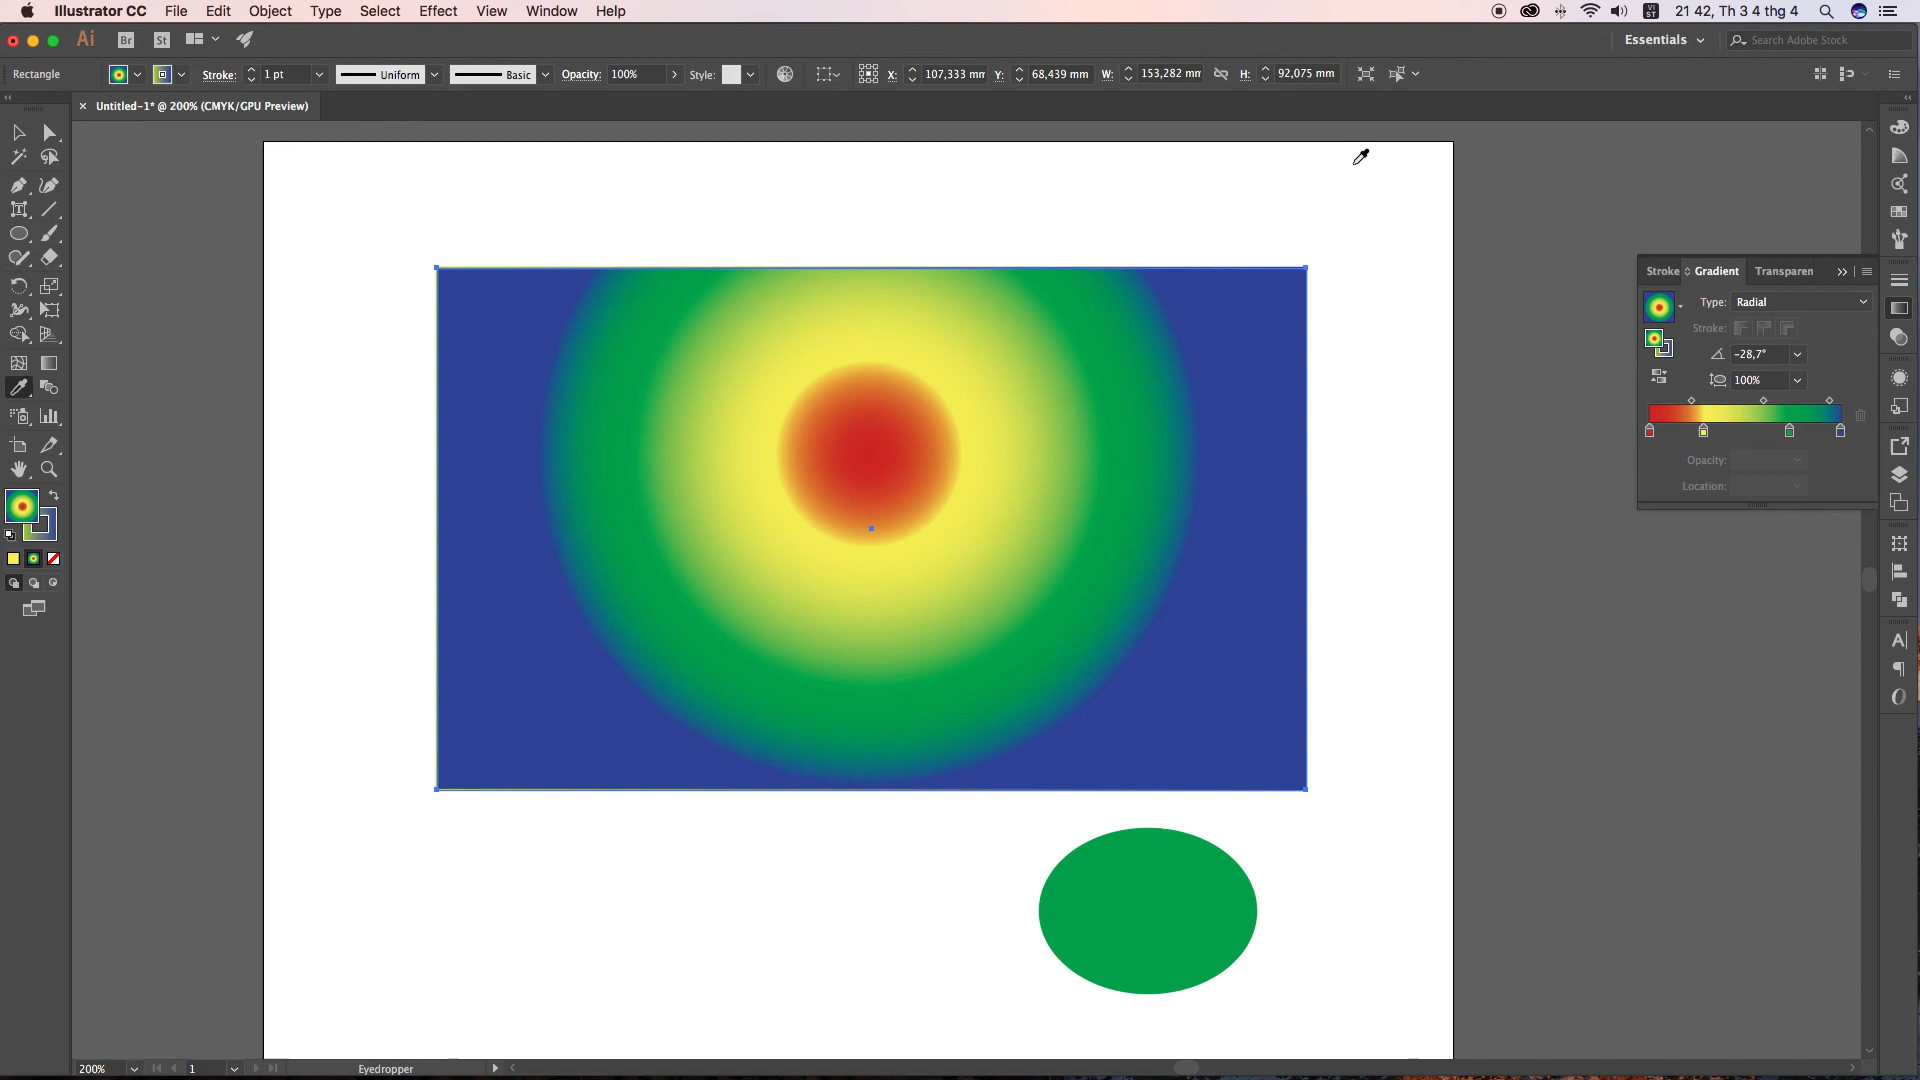 Illustrator CC File Edit Object Type Select Effect View Window Help VI ST 21 42, Th 3 4 thg 4
Ai Br St Essentials Search Adobe Stock
Rectangle Stroke: 1 pt Uniform Basic Opacity: 100% Style: X: 107,333 mm Y: 68,439 mm W: 153,282 mm H: 92,075 mm
× Untitled-1* @ 200% (CMYK/GPU Preview)
Stroke Gradient Transparen
Type: Radial
Stroke:
-28,7°
100%
Opacity:
Location:
200% 1 Eyedropper